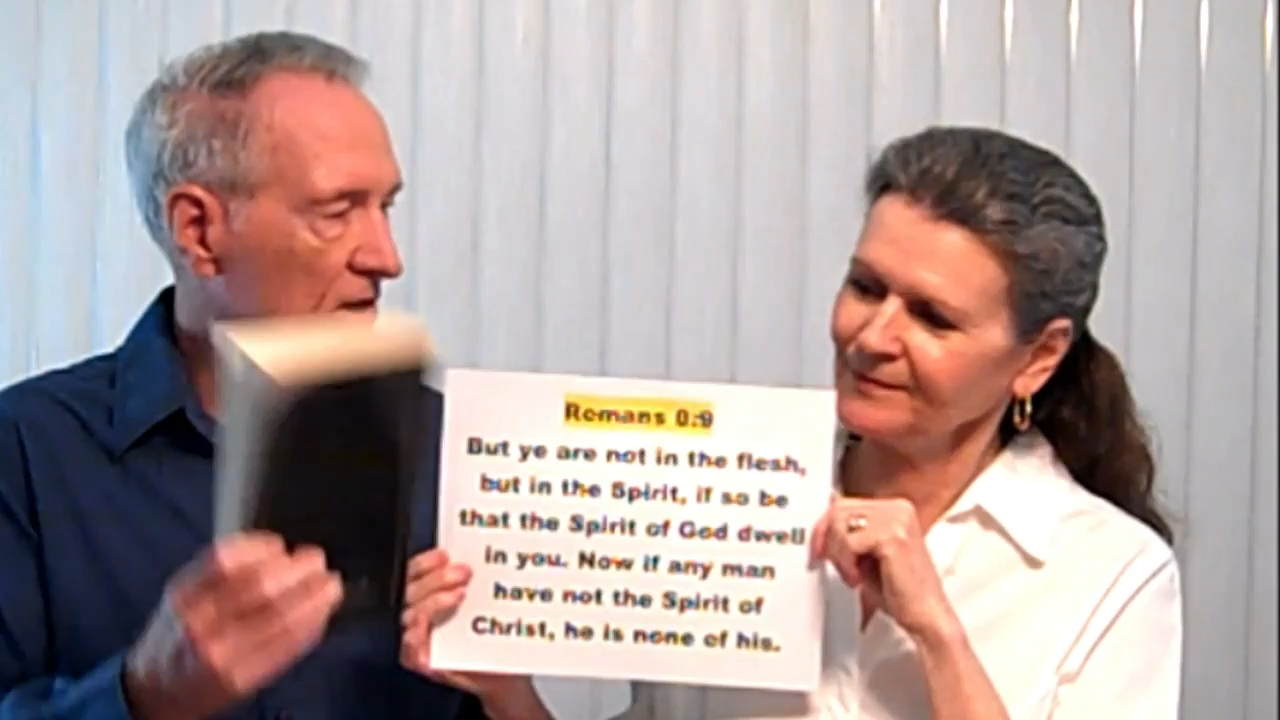 Romans 8:9
But ye are not in the flesh,
but in the Spirit, if so be
that the Spirit of God dwell
in you. Now if any man
have not the Spirit of
Christ, he is none of his.